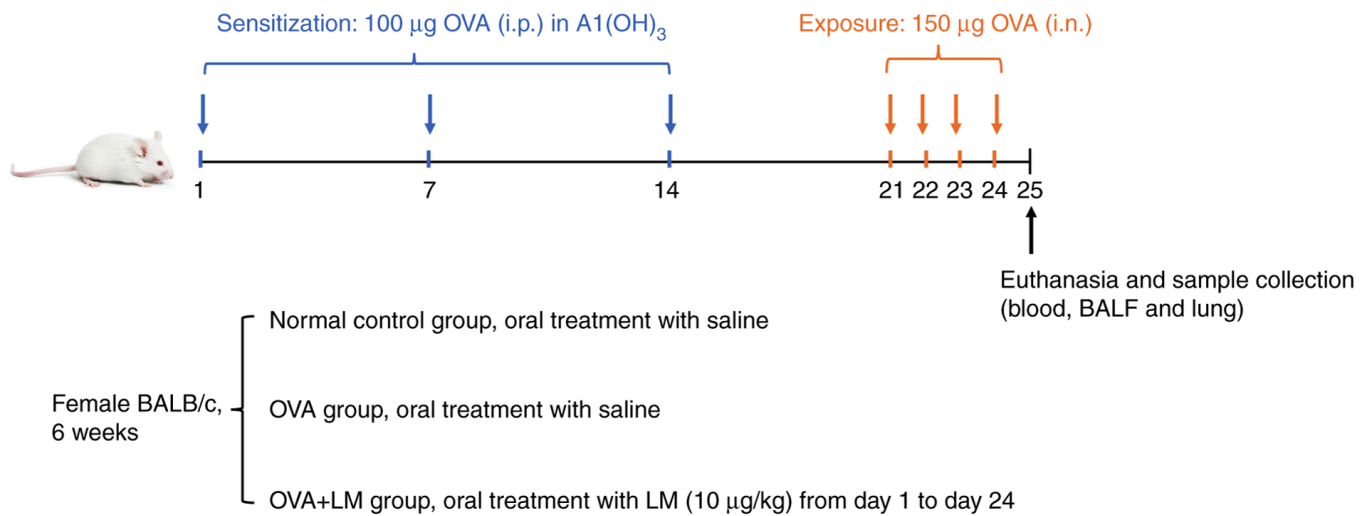 Sensitization: 100 μg OVA (i.p.) in A1(OH)₃
Exposure: 150 μg OVA (i.n.)
1 7 14 21 22 23 24 25
Euthanasia and sample collection
(blood, BALF and lung)
Normal control group, oral treatment with saline
Female BALB/c,
6 weeks
OVA group, oral treatment with saline
OVA+LM group, oral treatment with LM (10 μg/kg) from day 1 to day 24